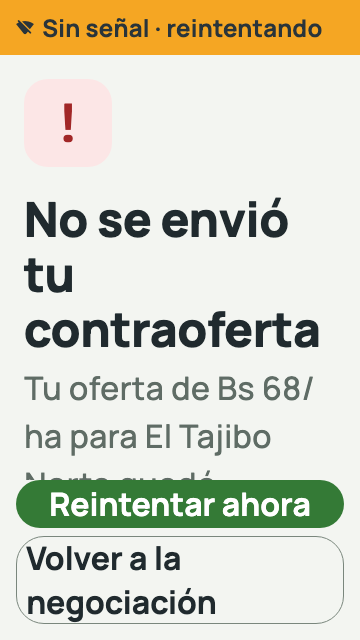 Sin señal · reintentando
!
No se envió
tu
contraoferta
Tu oferta de Bs 68/
ha para El Tajibo
Reintentar ahora
Volver a la
negociación